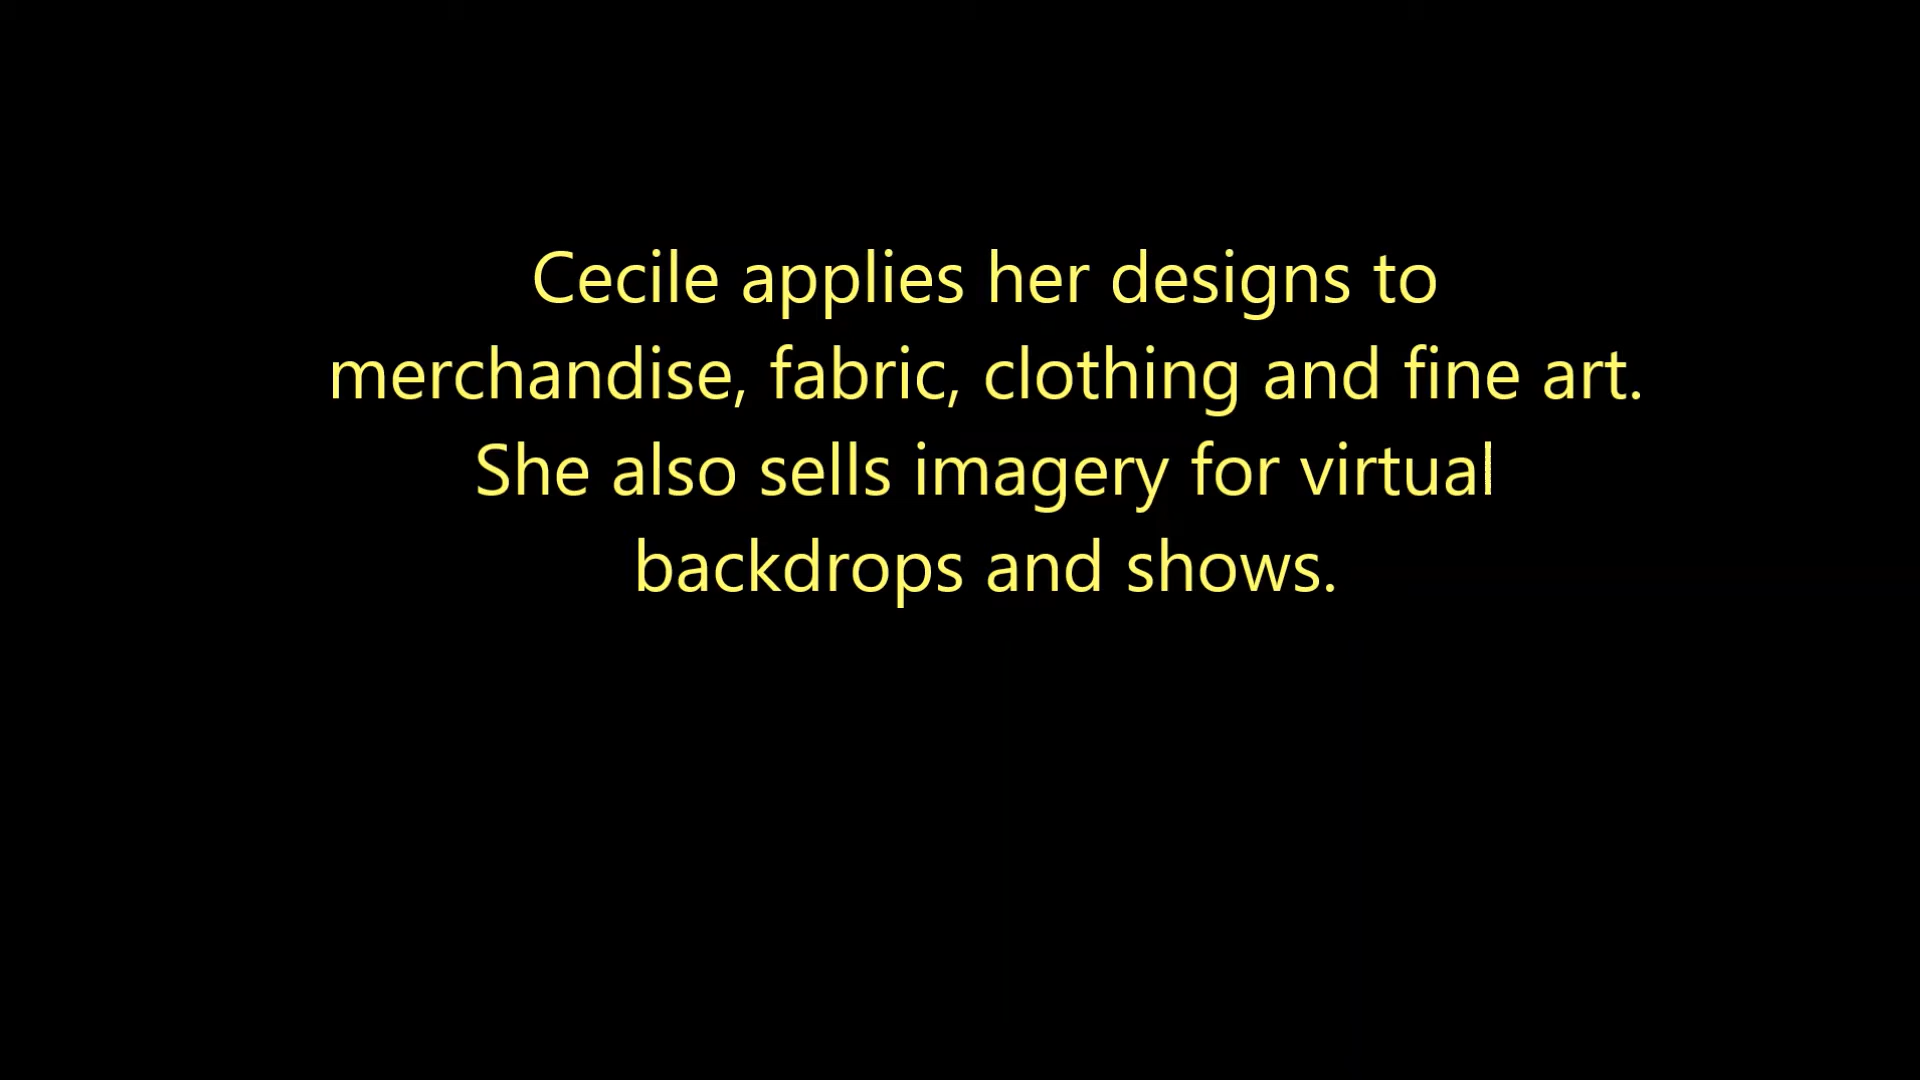 Cecile applies her designs to
merchandise, fabric, clothing and fine art.
She also sells imagery for virtual
backdrops and shows.